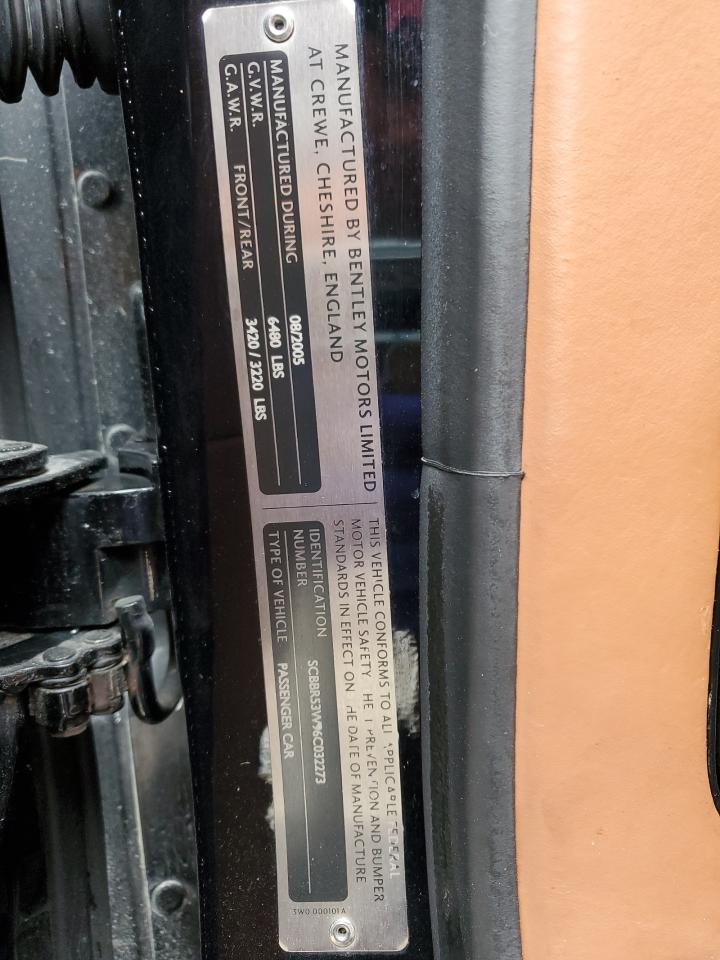 MANUFACTURED BY BENTLEY MOTORS LIMITED
AT CREWE, CHESHIRE, ENGLAND
MANUFACTURED DURING 08/2005
G.V.W.R. 6480 LBS
G.A.W.R. FRONT/REAR 3420 / 3220 LBS
THIS VEHICLE CONFORMS TO ALL APPLICABLE FEDERAL
MOTOR VEHICLE SAFETY, THEFT PREVENTION AND BUMPER
STANDARDS IN EFFECT ON THE DATE OF MANUFACTURE
IDENTIFICATION
NUMBER SCBBR53W96C032273
TYPE OF VEHICLE PASSENGER CAR
3W0 000101 A